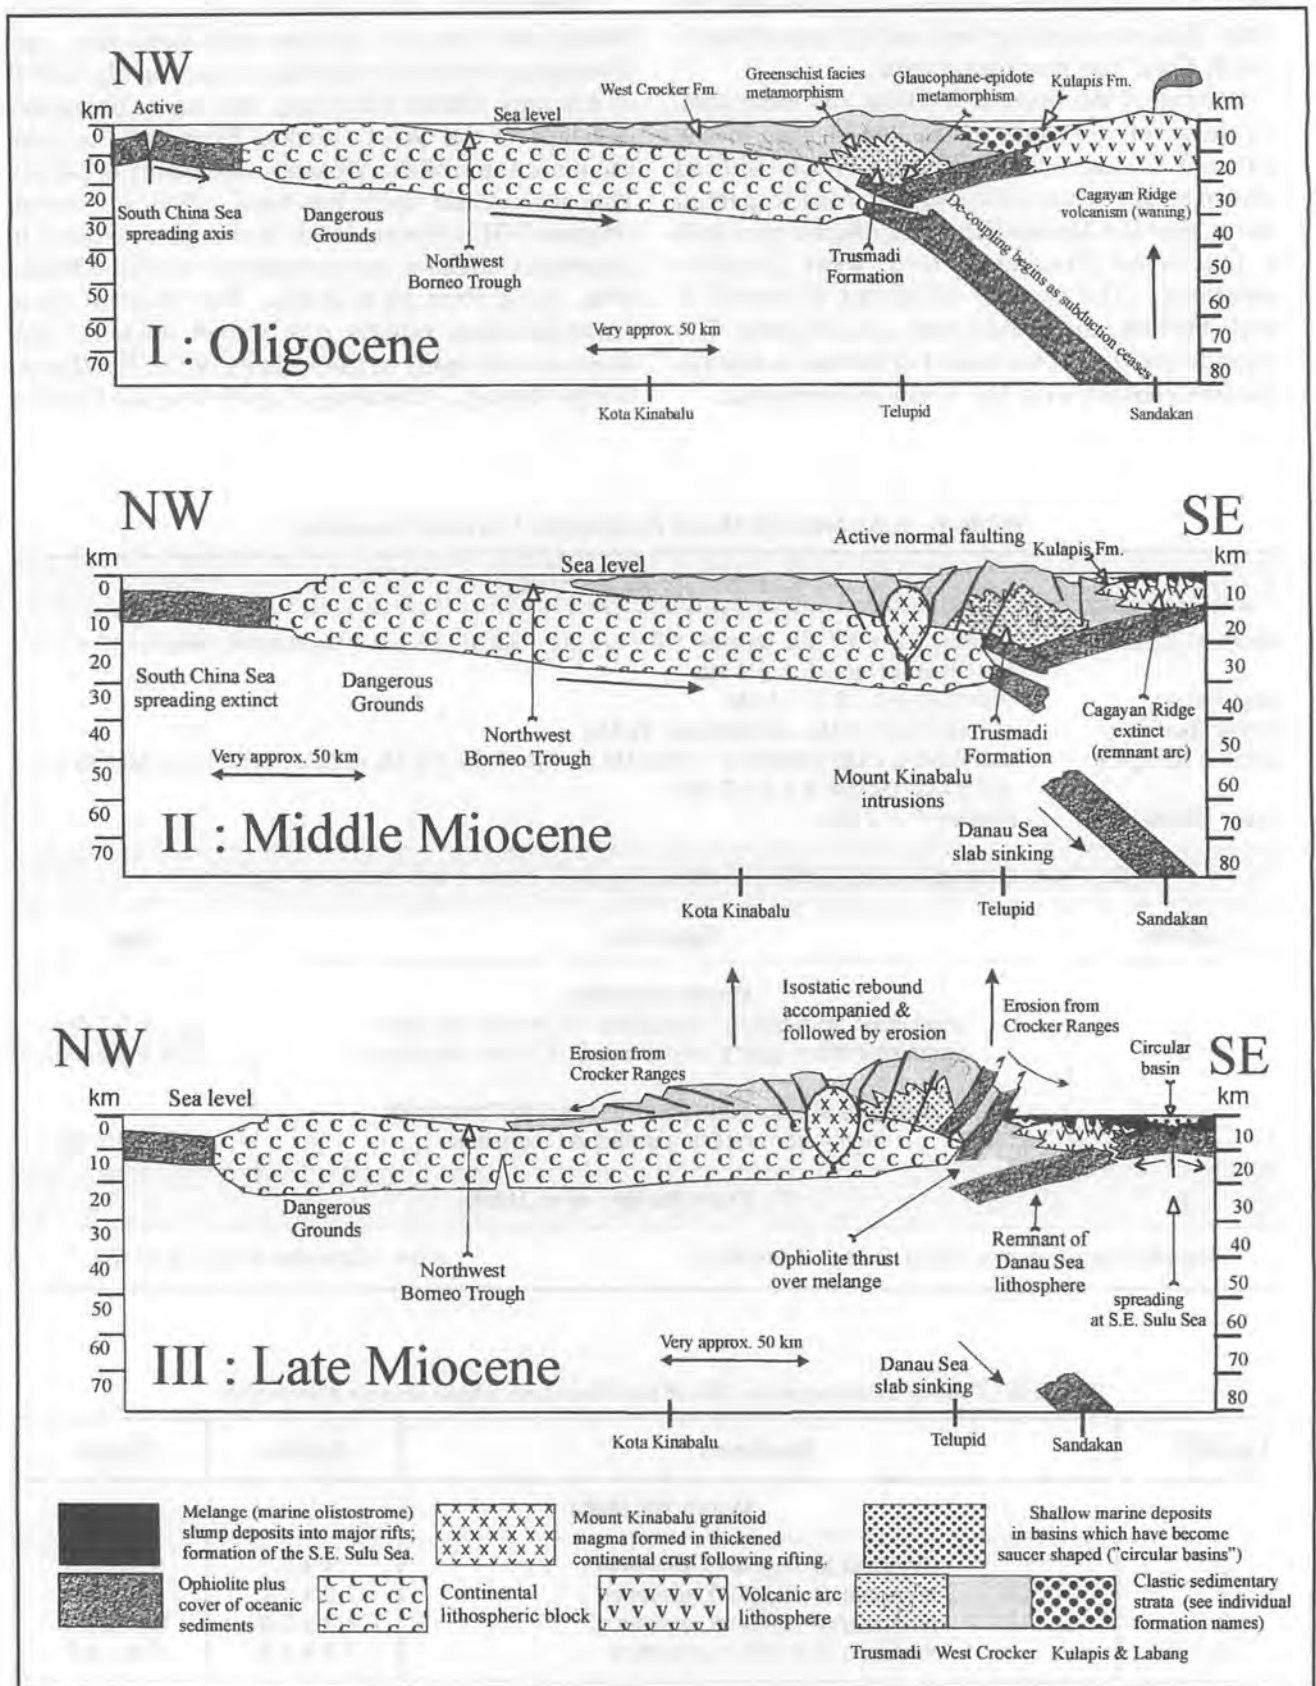 NW
Active
km
0
10
20
30
40
50
60
70
South China Sea
spreading axis
Dangerous
Grounds
Northwest
Borneo Trough
Sea level
West Crocker Fm.
Greenschist facies
metamorphism
Glaucophane-epidote
metamorphism
Kulapis Fm.
km
0
10
20
30
40
50
60
70
80
Cagayan Ridge
volcanism (waning)
De-coupling begins as subduction ceases
Trusmadi
Formation
Very approx. 50 km
I : Oligocene
Kota Kinabalu
Telupid
Sandakan
NW
SE
km
0
10
20
30
40
50
60
70
Sea level
Active normal faulting
Kulapis Fm.
km
0
10
20
30
40
50
60
70
80
South China Sea
spreading extinct
Dangerous
Grounds
Northwest
Borneo Trough
Trusmadi
Formation
Cagayan Ridge
extinct
(remnant arc)
Very approx. 50 km
Mount Kinabalu
intrusions
II : Middle Miocene
Danau Sea
slab sinking
Kota Kinabalu
Telupid
Sandakan
NW
SE
Isostatic rebound
accompanied &
followed by erosion
Erosion from
Crocker Ranges
Erosion from
Crocker Ranges
Circular
basin
km
0
10
20
30
40
50
60
70
Sea level
km
0
10
20
30
40
50
60
70
80
Dangerous
Grounds
Northwest
Borneo Trough
Ophiolite thrust
over melange
Remnant of
Danau Sea
lithosphere
spreading
at S.E. Sulu Sea
III : Late Miocene
Very approx. 50 km
Danau Sea
slab sinking
Kota Kinabalu
Telupid
Sandakan
Melange (marine olistostrome)
slump deposits into major rifts;
formation of the S.E. Sulu Sea.
Mount Kinabalu granitoid
magma formed in thickened
continental crust following rifting.
Shallow marine deposits
in basins which have become
saucer shaped ("circular basins")
Ophiolite plus
cover of oceanic
sediments
Continental
lithospheric block
Volcanic arc
lithosphere
Clastic sedimentary
strata (see individual
formation names)
Trusmadi West Crocker Kulapis & Labang